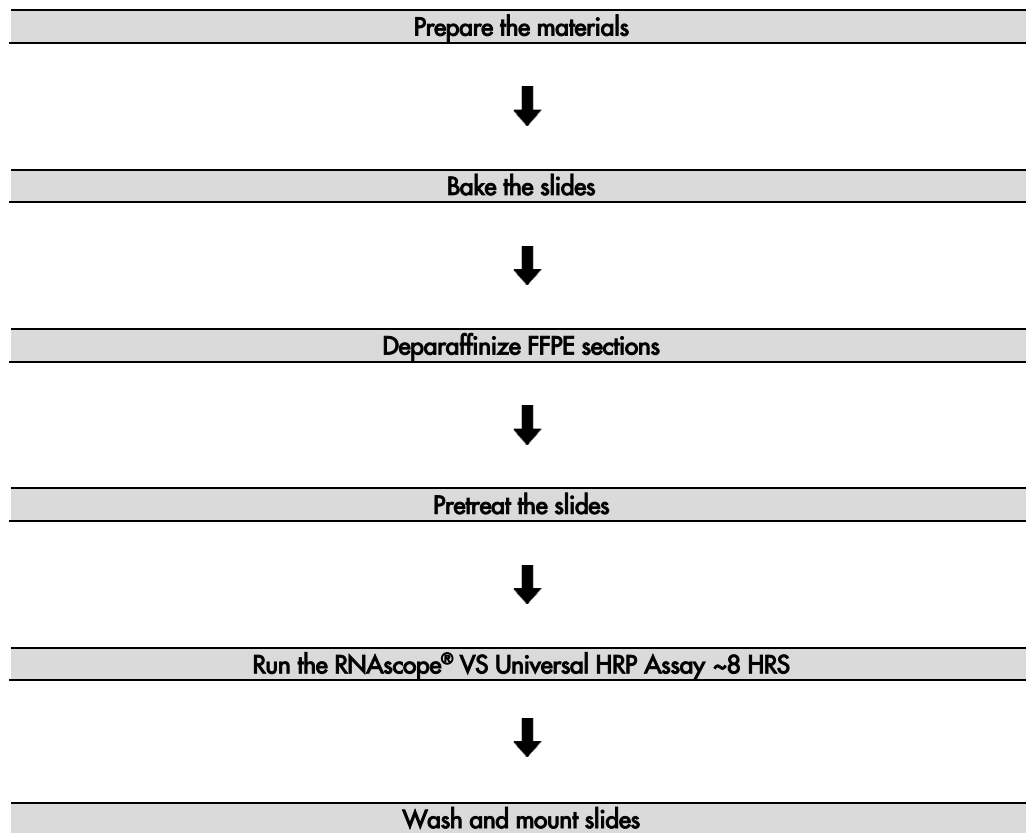 Prepare the materials
Bake the slides
Deparaffinize FFPE sections
Pretreat the slides
Run the RNAscope® VS Universal HRP Assay ~8 HRS
Wash and mount slides